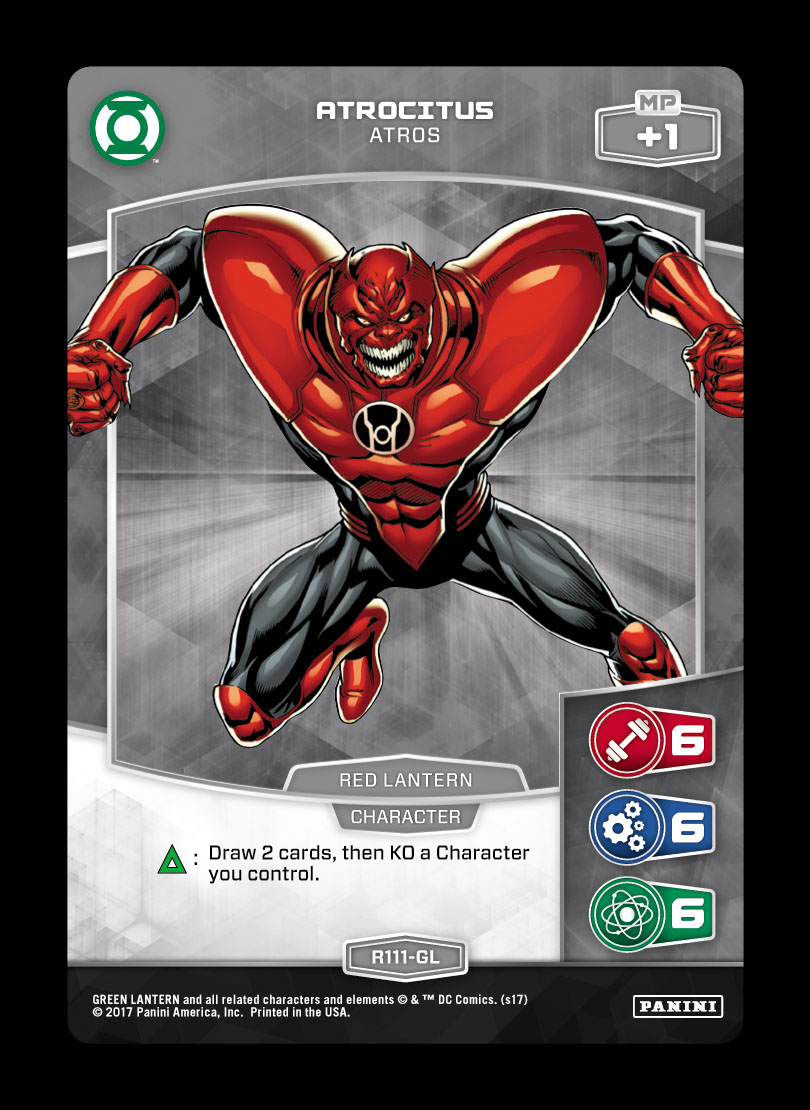 ATROCITUS
ATROS
MP
+1
TM
RED LANTERN
CHARACTER
: Draw 2 cards, then KO a Character
you control.
6
6
6
R111-GL
GREEN LANTERN and all related characters and elements © & ™ DC Comics. (s17)
© 2017 Panini America, Inc. Printed in the USA.
PANINI